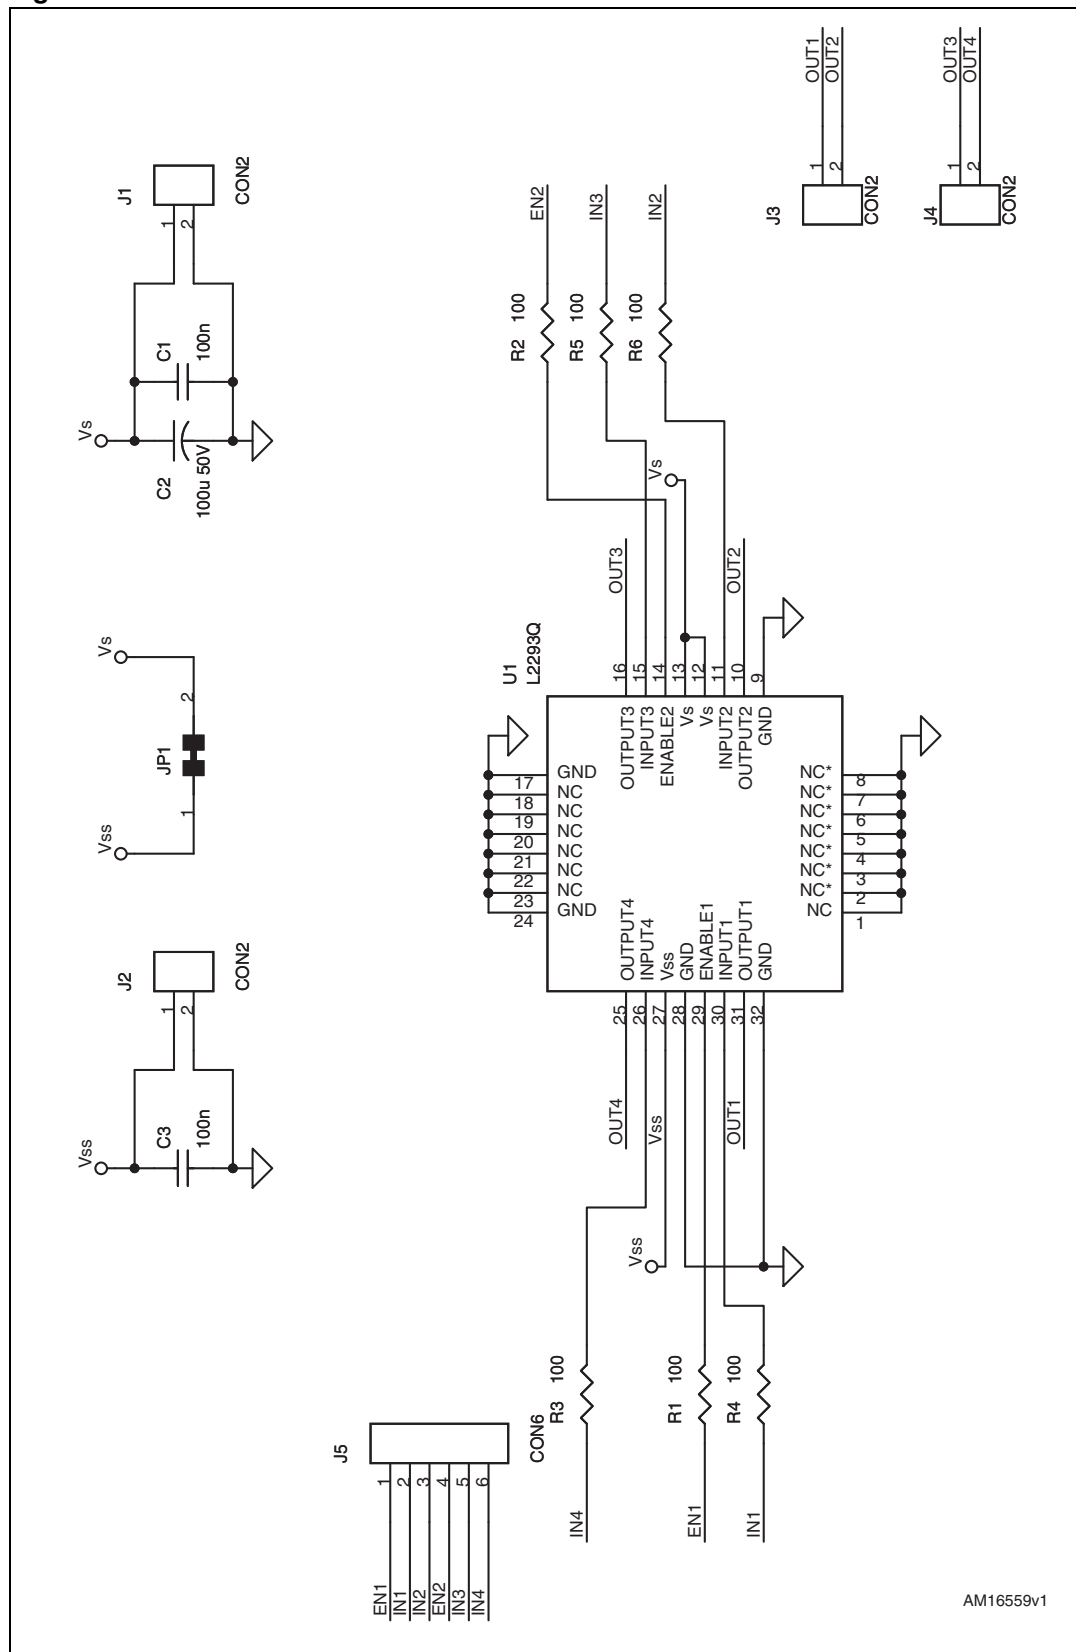 J1
CON2
1
2
C1
100n
Vs
C2
100u 50V
OUT1
OUT2
1
2
J3
CON2
OUT3
OUT4
1
2
J4
CON2
EN2
IN3
IN2
R2 100
R5 100
R6 100
Vs
OUT3
OUT2
Vs
2
JP1
1
Vss
U1
L2293Q
16
15
14
13
12
11
10
9
OUTPUT3
INPUT3
ENABLE2
Vs
Vs
INPUT2
OUTPUT2
GND
GND
NC
NC
NC
NC
NC
NC
GND
17
18
19
20
21
22
23
24
NC*
NC*
NC*
NC*
NC*
NC*
NC*
NC
8
7
6
5
4
3
2
1
OUTPUT4
INPUT4
Vss
GND
ENABLE1
INPUT1
OUTPUT1
GND
25
26
27
28
29
30
31
32
OUT4
Vss
OUT1
J2
CON2
1
2
C3
100n
Vss
Vss
R3 100
R1 100
R4 100
IN4
EN1
IN1
J5
CON6
1
2
3
4
5
6
EN1
IN1
IN2
EN2
IN3
IN4
AM16559v1